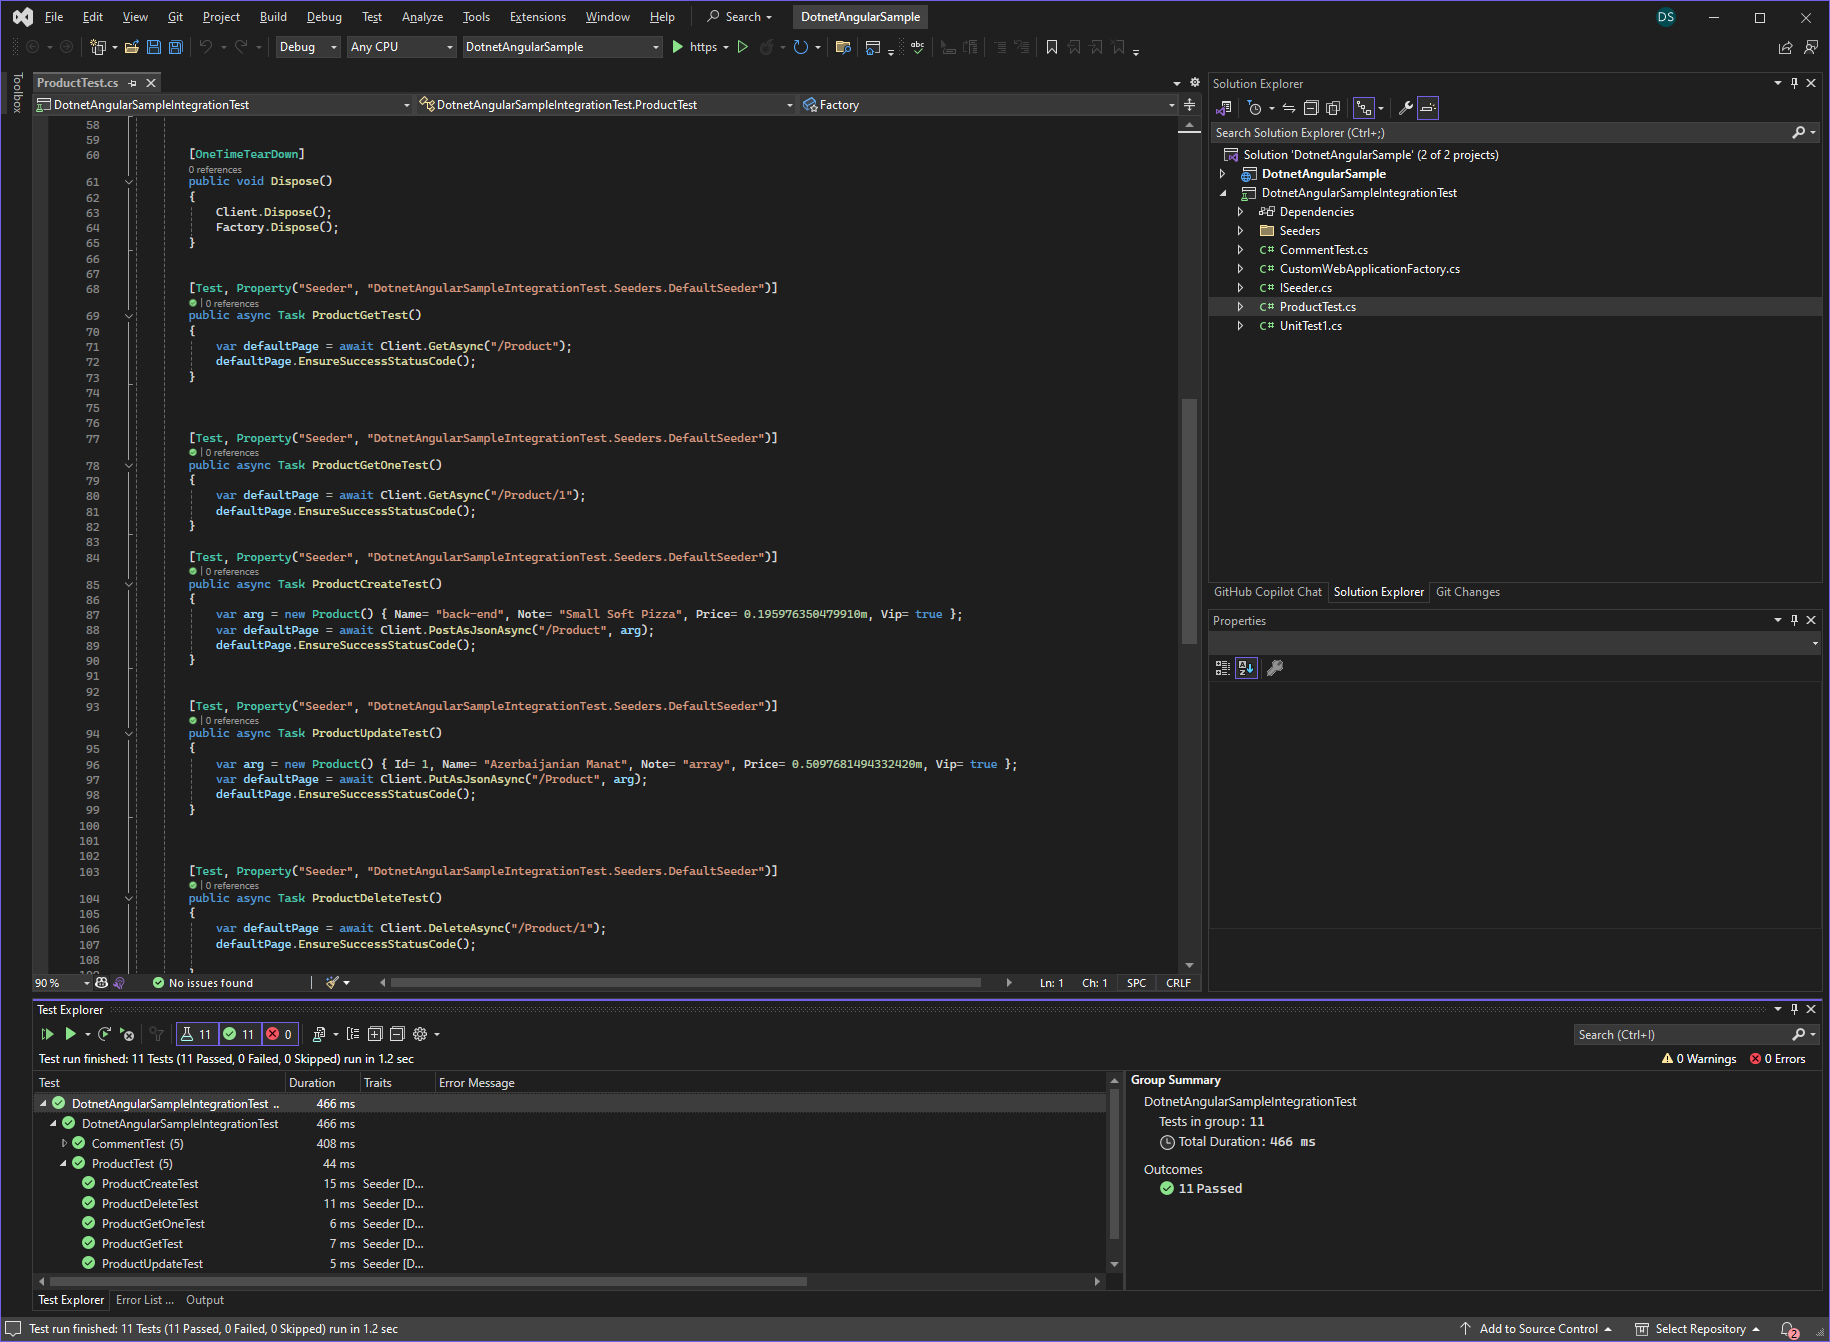 File Edit View Git Project Build Debug Test Analyze Tools Extensions Window Help Search DotnetAngularSample DS
Debug Any CPU DotnetAngularSample https
Toolbox
ProductTest.cs
DotnetAngularSampleIntegrationTest DotnetAngularSampleIntegrationTest.ProductTest Factory
58
59
60 [OneTimeTearDown]
0 references
61 public void Dispose()
62 {
63 Client.Dispose();
64 Factory.Dispose();
65 }
66
67
68 [Test, Property("Seeder", "DotnetAngularSampleIntegrationTest.Seeders.DefaultSeeder")]
| 0 references
69 public async Task ProductGetTest()
70 {
71 var defaultPage = await Client.GetAsync("/Product");
72 defaultPage.EnsureSuccessStatusCode();
73 }
74
75
76
77 [Test, Property("Seeder", "DotnetAngularSampleIntegrationTest.Seeders.DefaultSeeder")]
| 0 references
78 public async Task ProductGetOneTest()
79 {
80 var defaultPage = await Client.GetAsync("/Product/1");
81 defaultPage.EnsureSuccessStatusCode();
82 }
83
84 [Test, Property("Seeder", "DotnetAngularSampleIntegrationTest.Seeders.DefaultSeeder")]
| 0 references
85 public async Task ProductCreateTest()
86 {
87 var arg = new Product() { Name= "back-end", Note= "Small Soft Pizza", Price= 0.195976350479910m, Vip= true };
88 var defaultPage = await Client.PostAsJsonAsync("/Product", arg);
89 defaultPage.EnsureSuccessStatusCode();
90 }
91
92
93 [Test, Property("Seeder", "DotnetAngularSampleIntegrationTest.Seeders.DefaultSeeder")]
| 0 references
94 public async Task ProductUpdateTest()
95 {
96 var arg = new Product() { Id= 1, Name= "Azerbaijanian Manat", Note= "array", Price= 0.5097681494332420m, Vip= true };
97 var defaultPage = await Client.PutAsJsonAsync("/Product", arg);
98 defaultPage.EnsureSuccessStatusCode();
99 }
100
101
102
103 [Test, Property("Seeder", "DotnetAngularSampleIntegrationTest.Seeders.DefaultSeeder")]
| 0 references
104 public async Task ProductDeleteTest()
105 {
106 var defaultPage = await Client.DeleteAsync("/Product/1");
107 defaultPage.EnsureSuccessStatusCode();
108
90 % No issues found Ln: 1 Ch: 1 SPC CRLF
Solution Explorer
Search Solution Explorer (Ctrl+;)
Solution 'DotnetAngularSample' (2 of 2 projects)
DotnetAngularSample
DotnetAngularSampleIntegrationTest
Dependencies
Seeders
C# CommentTest.cs
C# CustomWebApplicationFactory.cs
C# ISeeder.cs
C# ProductTest.cs
C# UnitTest1.cs
GitHub Copilot Chat Solution Explorer Git Changes
Properties
Test Explorer
11 11 0 Search (Ctrl+I)
Test run finished: 11 Tests (11 Passed, 0 Failed, 0 Skipped) run in 1.2 sec 0 Warnings 0 Errors
Test Duration Traits Error Message
DotnetAngularSampleIntegrationTest .. 466 ms
DotnetAngularSampleIntegrationTest 466 ms
CommentTest (5) 408 ms
ProductTest (5) 44 ms
ProductCreateTest 15 ms Seeder [D...
ProductDeleteTest 11 ms Seeder [D...
ProductGetOneTest 6 ms Seeder [D...
ProductGetTest 7 ms Seeder [D...
ProductUpdateTest 5 ms Seeder [D...
Group Summary
DotnetAngularSampleIntegrationTest
Tests in group: 11
Total Duration: 466 ms
Outcomes
11 Passed
Test Explorer Error List ... Output
Test run finished: 11 Tests (11 Passed, 0 Failed, 0 Skipped) run in 1.2 sec Add to Source Control Select Repository 2